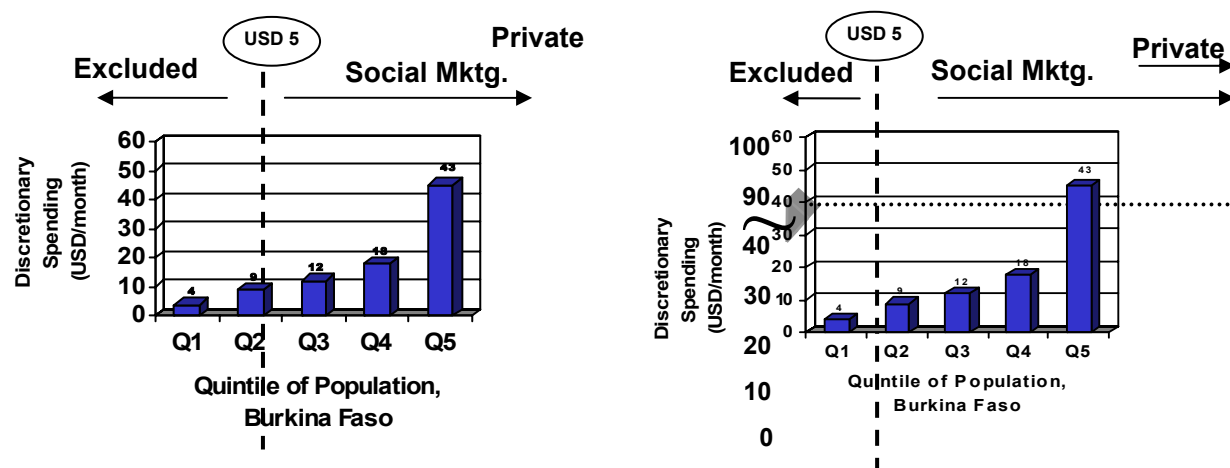 USD 5
Private
Excluded
Social Mktg.
Discretionary
Spending
(USD/month)
60
50
40
30
20
10
0
4
9
12
18
43
Q1
Q2
Q3
Q4
Q5
Quintile of Population,
Burkina Faso
USD 5
Private
Excluded
Social Mktg.
Discretionary
Spending
(USD/month)
100
90
40
30
20
10
0
60
50
40
30
20
10
0
4
9
12
18
43
Q1
Q2
Q3
Q4
Q5
Quintile of Population,
Burkina Faso